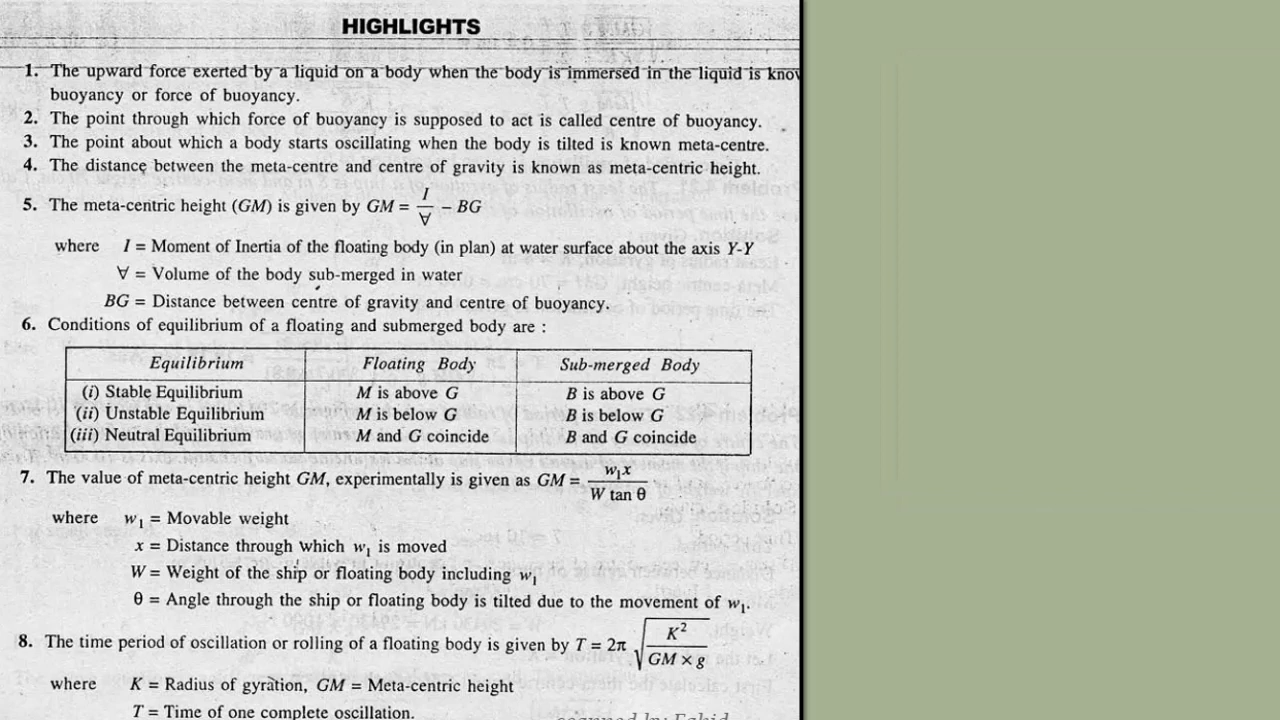 HIGHLIGHTS
1. The upward force exerted by a liquid on a body when the body is immersed in the liquid is
buoyancy or force of buoyancy.
2. The point through which force of buoyancy is supposed to act is called centre of buoyancy.
3. The point about which a body starts oscillating when the body is tilted is known meta-centre.
4. The distance between the meta-centre and centre of gravity is known as meta-centric height.
5. The meta-centric height (GM) is given by GM = I/∀ – BG
where I = Moment of Inertia of the floating body (in plan) at water surface about the axis Y-Y
∀ = Volume of the body sub-merged in water
BG = Distance between centre of gravity and centre of buoyancy.
6. Conditions of equilibrium of a floating and submerged body are :
Equilibrium Floating Body Sub-merged Body
(i) Stable Equilibrium M is above G B is above G
(ii) Unstable Equilibrium M is below G B is below G
(iii) Neutral Equilibrium M and G coincide B and G coincide
7. The value of meta-centric height GM, experimentally is given as GM = w₁x / W tan θ
where w₁ = Movable weight
x = Distance through which w₁ is moved
W = Weight of the ship or floating body including w₁
θ = Angle through the ship or floating body is tilted due to the movement of w₁.
8. The time period of oscillation or rolling of a floating body is given by T = 2π √(K² / GM × g)
where K = Radius of gyration, GM = Meta-centric height
T = Time of one complete oscillation.